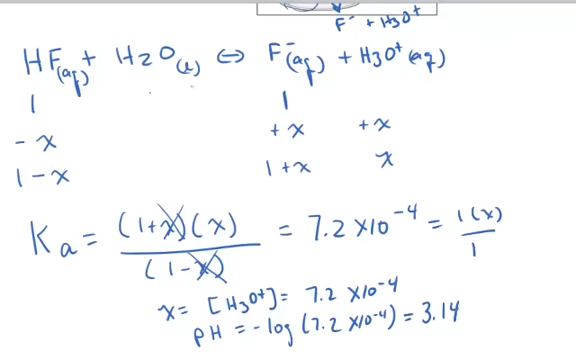 F⁻ + H₃O⁺
HF(aq) + H₂O(l) ⇔ F⁻(aq) + H₃O⁺(aq)
1 1
- x + x + x
1 - x 1 + x x
Ka = (1+x)(x) / (1-x) = 7.2 x10⁻⁴ = 1(x) / 1
x = [H₃O⁺] = 7.2 x10⁻⁴
pH = -log (7.2 x10⁻⁴) = 3.14